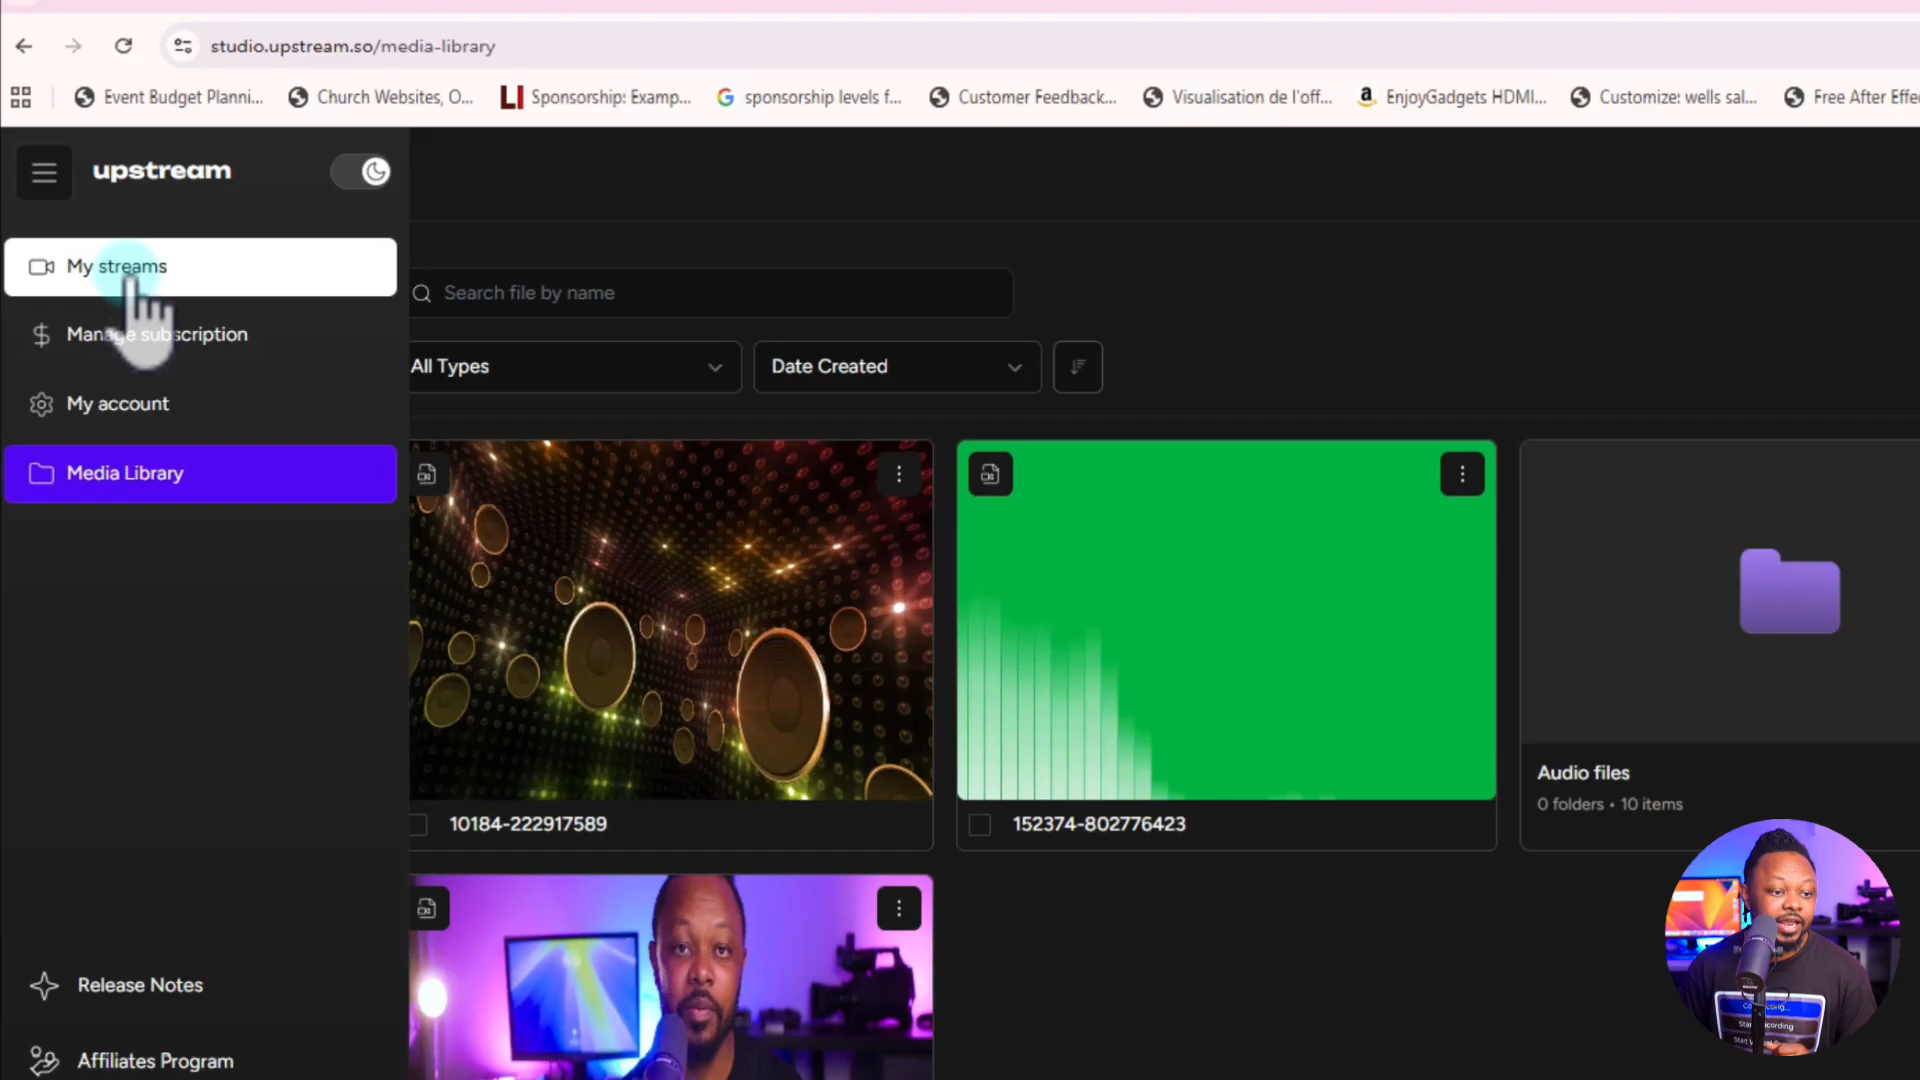 studio.upstream.so/media-library
Event Budget Planni...
Church Websites, O...
Sponsorship: Examp...
sponsorship levels f...
Customer Feedback...
Visualisation de l'off...
EnjoyGadgets HDMI...
Customize: wells sal...
Free After Effe
upstream
My streams
Search file by name
Manage subscription
All Types
Date Created
My account
Media Library
Audio files
0 folders • 10 items
10184-222917589
152374-802776423
Release Notes
Affiliates Program